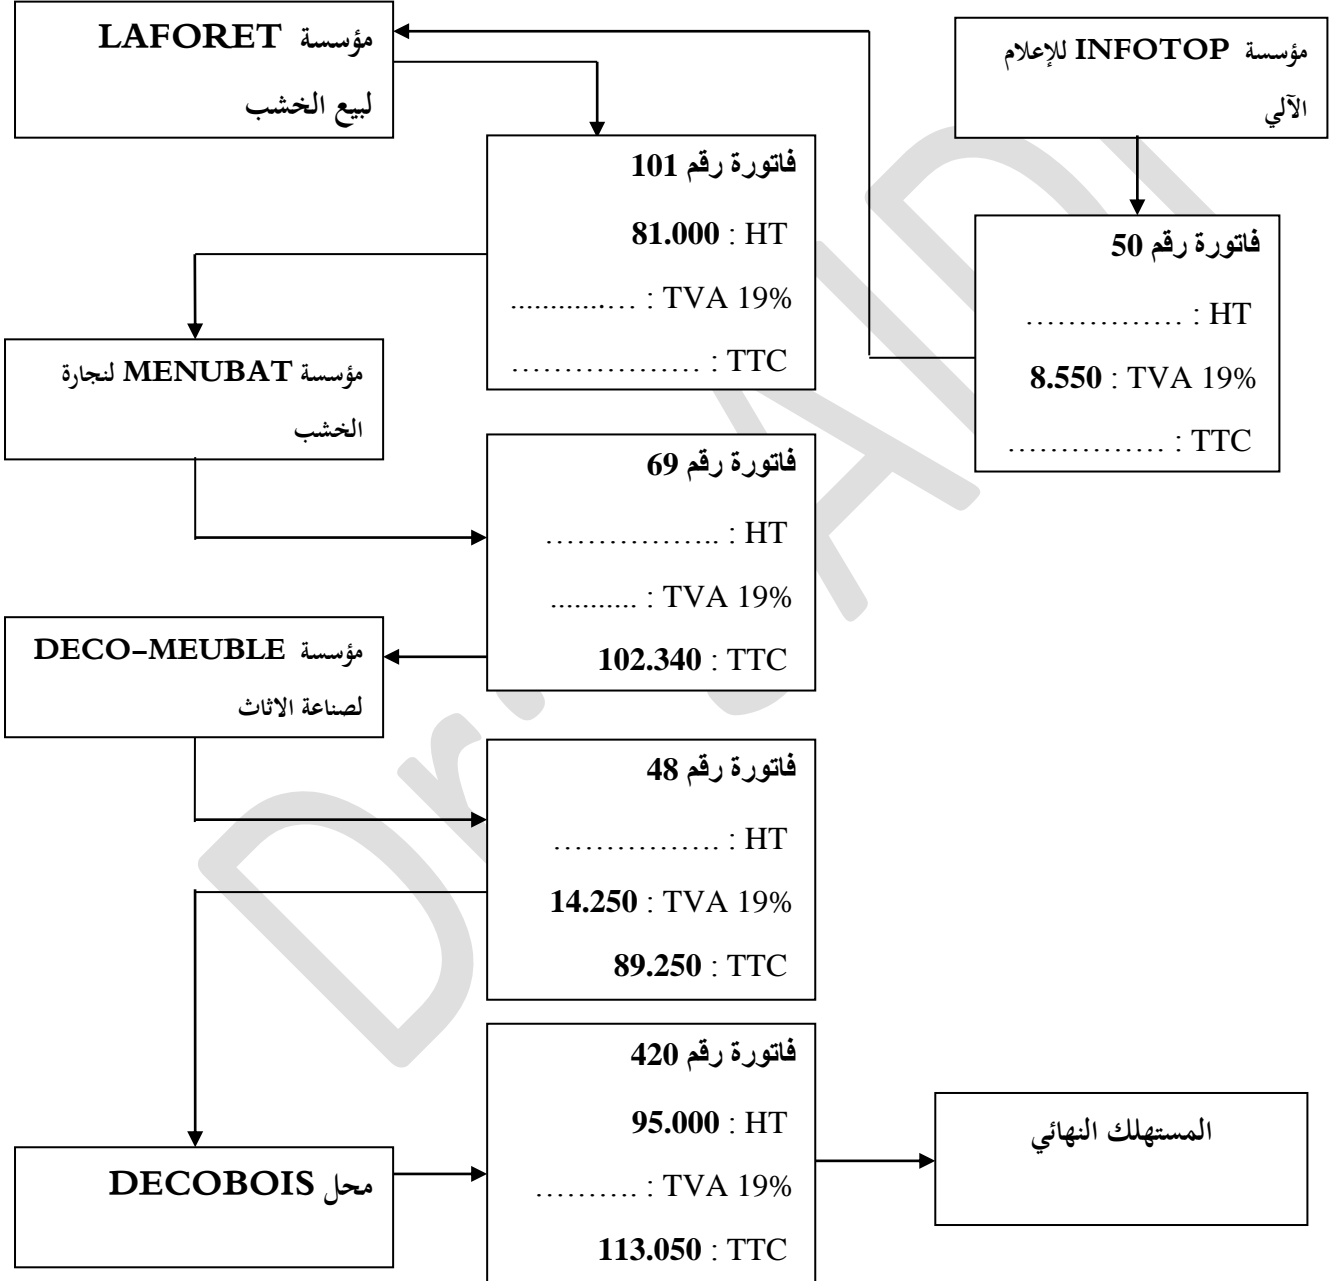 مؤسسة LAFORET
لبيع الخشب
مؤسسة INFOTOP للإعلام
الآلي
فاتورة رقم 101
81.000 : HT
............… : TVA 19%
……………… : TTC
فاتورة رقم 50
…………… : HT
8.550 : TVA 19%
…………… : TTC
مؤسسة MENUBAT لنجارة
الخشب
فاتورة رقم 69
…………….. : HT
........... : TVA 19%
102.340 : TTC
مؤسسة DECO-MEUBLE
لصناعة الاثاث
فاتورة رقم 48
……………. : HT
14.250 : TVA 19%
89.250 : TTC
فاتورة رقم 420
95.000 : HT
………. : TVA 19%
113.050 : TTC
محل DECOBOIS
المستهلك النهائي